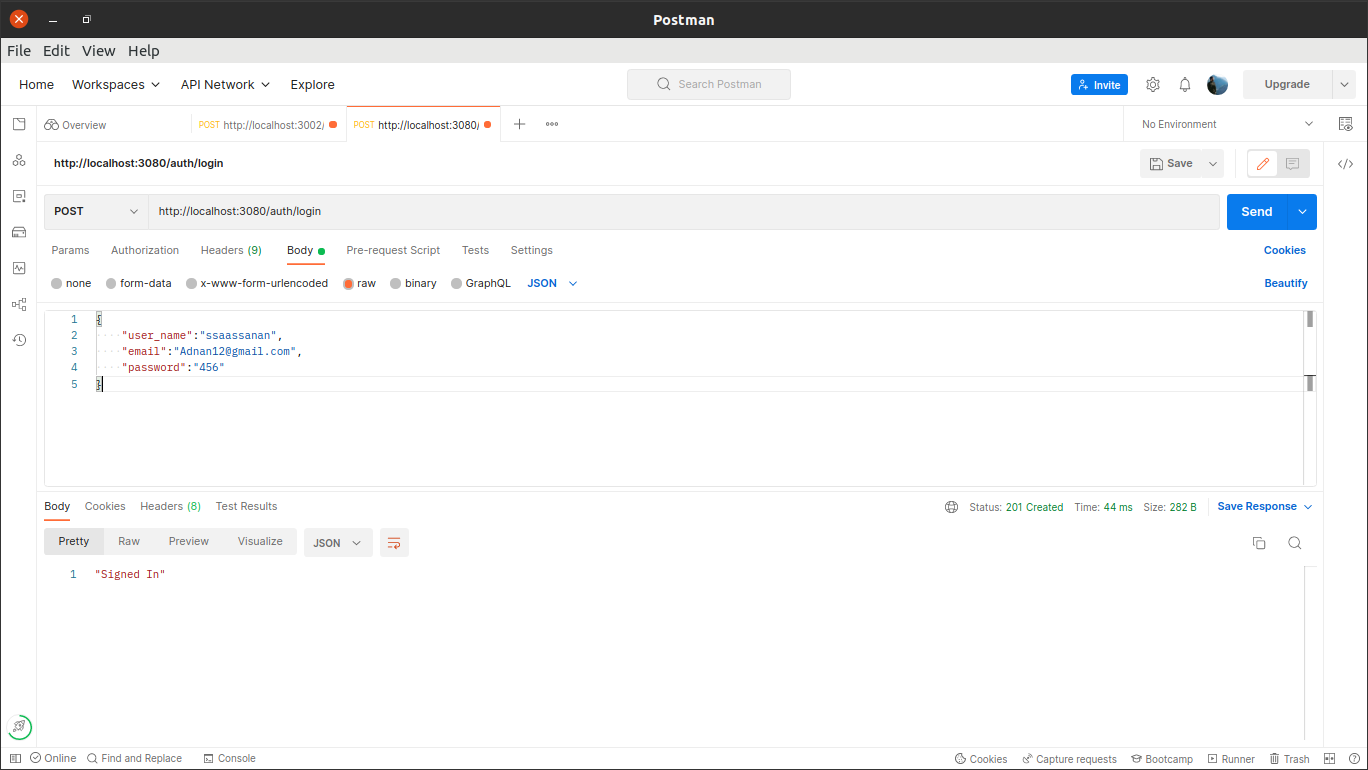 Postman
File Edit View Help
Home Workspaces API Network Explore Search Postman Invite Upgrade
Overview POST http://localhost:3002/ POST http://localhost:3080/ No Environment
http://localhost:3080/auth/login Save
POST http://localhost:3080/auth/login Send
Params Authorization Headers (9) Body Pre-request Script Tests Settings Cookies
none form-data x-www-form-urlencoded raw binary GraphQL JSON Beautify
1 {
2 "user_name":"ssaassanan",
3 "email":"Adnan12@gmail.com",
4 "password":"456"
5 }
Body Cookies Headers (8) Test Results Status: 201 Created Time: 44 ms Size: 282 B Save Response
Pretty Raw Preview Visualize JSON
1 "Signed In"
Online Find and Replace Console Cookies Capture requests Bootcamp Runner Trash